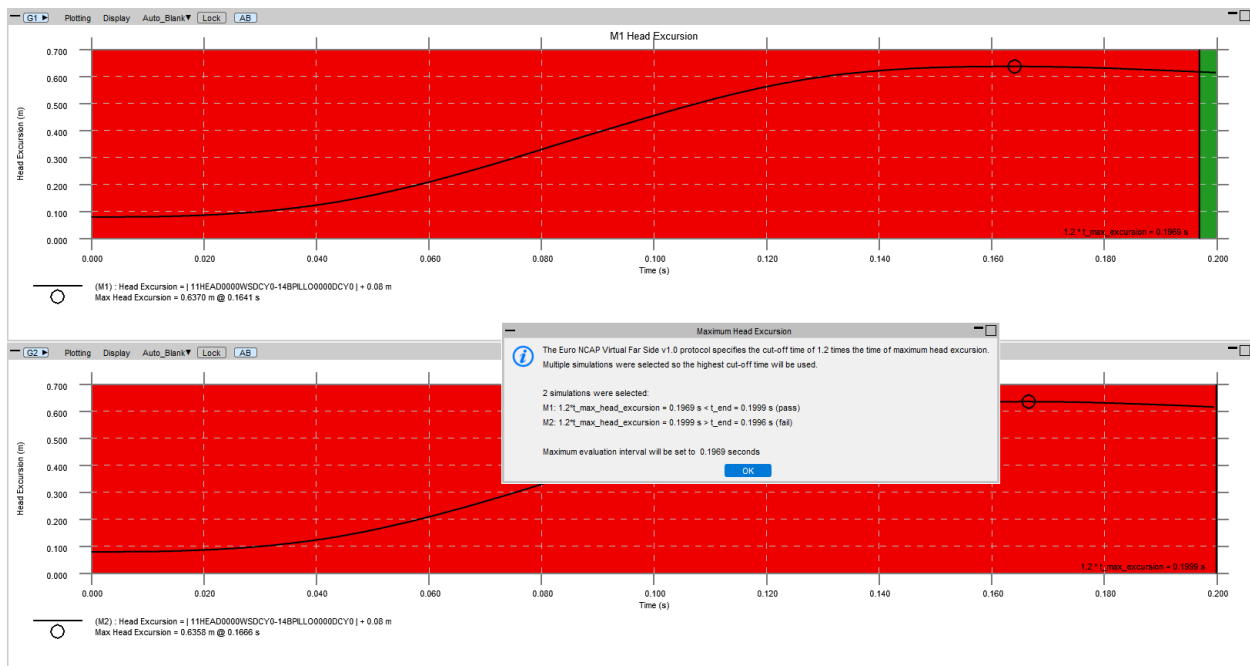 G1 ▶ Plotting Display Auto_Blank▼ Lock AB
M1 Head Excursion
0.700
0.600
0.500
0.400
0.300
0.200
0.100
0.000
Head Excursion (m)
1.2 * t_max_excursion = 0.1969 s
0.000 0.020 0.040 0.060 0.080 0.100 0.120 0.140 0.160 0.180 0.200
Time (s)
(M1) : Head Excursion = | 11HEAD0000WSDCY0-14BPILLO0000DCY0 | + 0.08 m
Max Head Excursion = 0.6370 m @ 0.1641 s
G2 ▶ Plotting Display Auto_Blank▼ Lock AB
Maximum Head Excursion
The Euro NCAP Virtual Far Side v1.0 protocol specifies the cut-off time of 1.2 times the time of maximum head excursion.
Multiple simulations were selected so the highest cut-off time will be used.
2 simulations were selected:
M1: 1.2*t_max_head_excursion = 0.1969 s < t_end = 0.1999 s (pass)
M2: 1.2*t_max_head_excursion = 0.1999 s > t_end = 0.1996 s (fail)
Maximum evaluation interval will be set to 0.1969 seconds
OK
0.700
0.600
0.500
0.400
0.300
0.200
0.100
0.000
Head Excursion (m)
1.2 * t_max_excursion = 0.1999 s
0.000 0.020 0.040 0.060 0.080 0.100 0.120 0.140 0.160 0.180 0.200
Time (s)
(M2) : Head Excursion = | 11HEAD0000WSDCY0-14BPILLO0000DCY0 | + 0.08 m
Max Head Excursion = 0.6358 m @ 0.1666 s